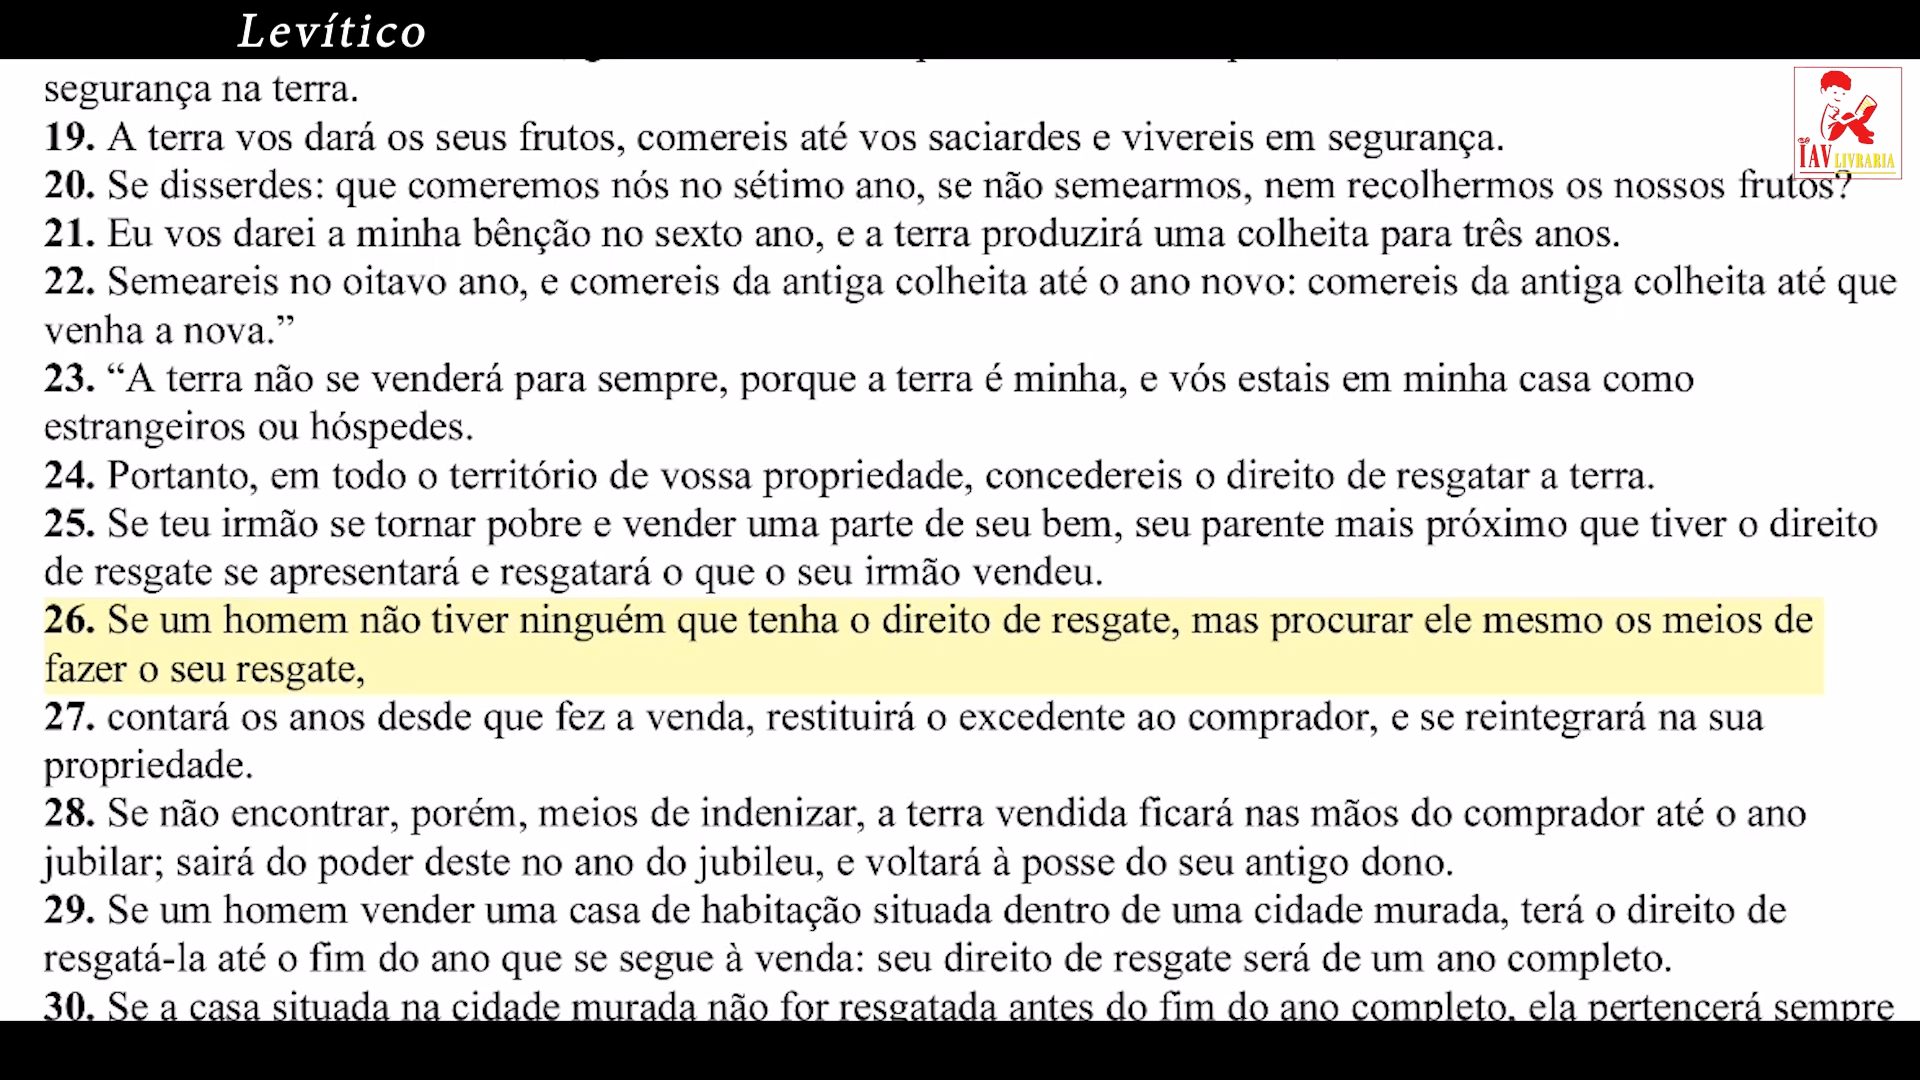 Levítico
segurança na terra.
19. A terra vos dará os seus frutos, comereis até vos saciardes e vivereis em segurança.
20. Se disserdes: que comeremos nós no sétimo ano, se não semearmos, nem recolhermos os nossos frutos?
21. Eu vos darei a minha bênção no sexto ano, e a terra produzirá uma colheita para três anos.
22. Semeareis no oitavo ano, e comereis da antiga colheita até o ano novo: comereis da antiga colheita até que
venha a nova.”
23. “A terra não se venderá para sempre, porque a terra é minha, e vós estais em minha casa como
estrangeiros ou hóspedes.
24. Portanto, em todo o território de vossa propriedade, concedereis o direito de resgatar a terra.
25. Se teu irmão se tornar pobre e vender uma parte de seu bem, seu parente mais próximo que tiver o direito
de resgate se apresentará e resgatará o que o seu irmão vendeu.
26. Se um homem não tiver ninguém que tenha o direito de resgate, mas procurar ele mesmo os meios de
fazer o seu resgate,
27. contará os anos desde que fez a venda, restituirá o excedente ao comprador, e se reintegrará na sua
propriedade.
28. Se não encontrar, porém, meios de indenizar, a terra vendida ficará nas mãos do comprador até o ano
jubilar; sairá do poder deste no ano do jubileu, e voltará à posse do seu antigo dono.
29. Se um homem vender uma casa de habitação situada dentro de uma cidade murada, terá o direito de
resgatá-la até o fim do ano que se segue à venda: seu direito de resgate será de um ano completo.
30. Se a casa situada na cidade murada não for resgatada antes do fim do ano completo, ela pertencerá sempre
IAV LIVRARIA